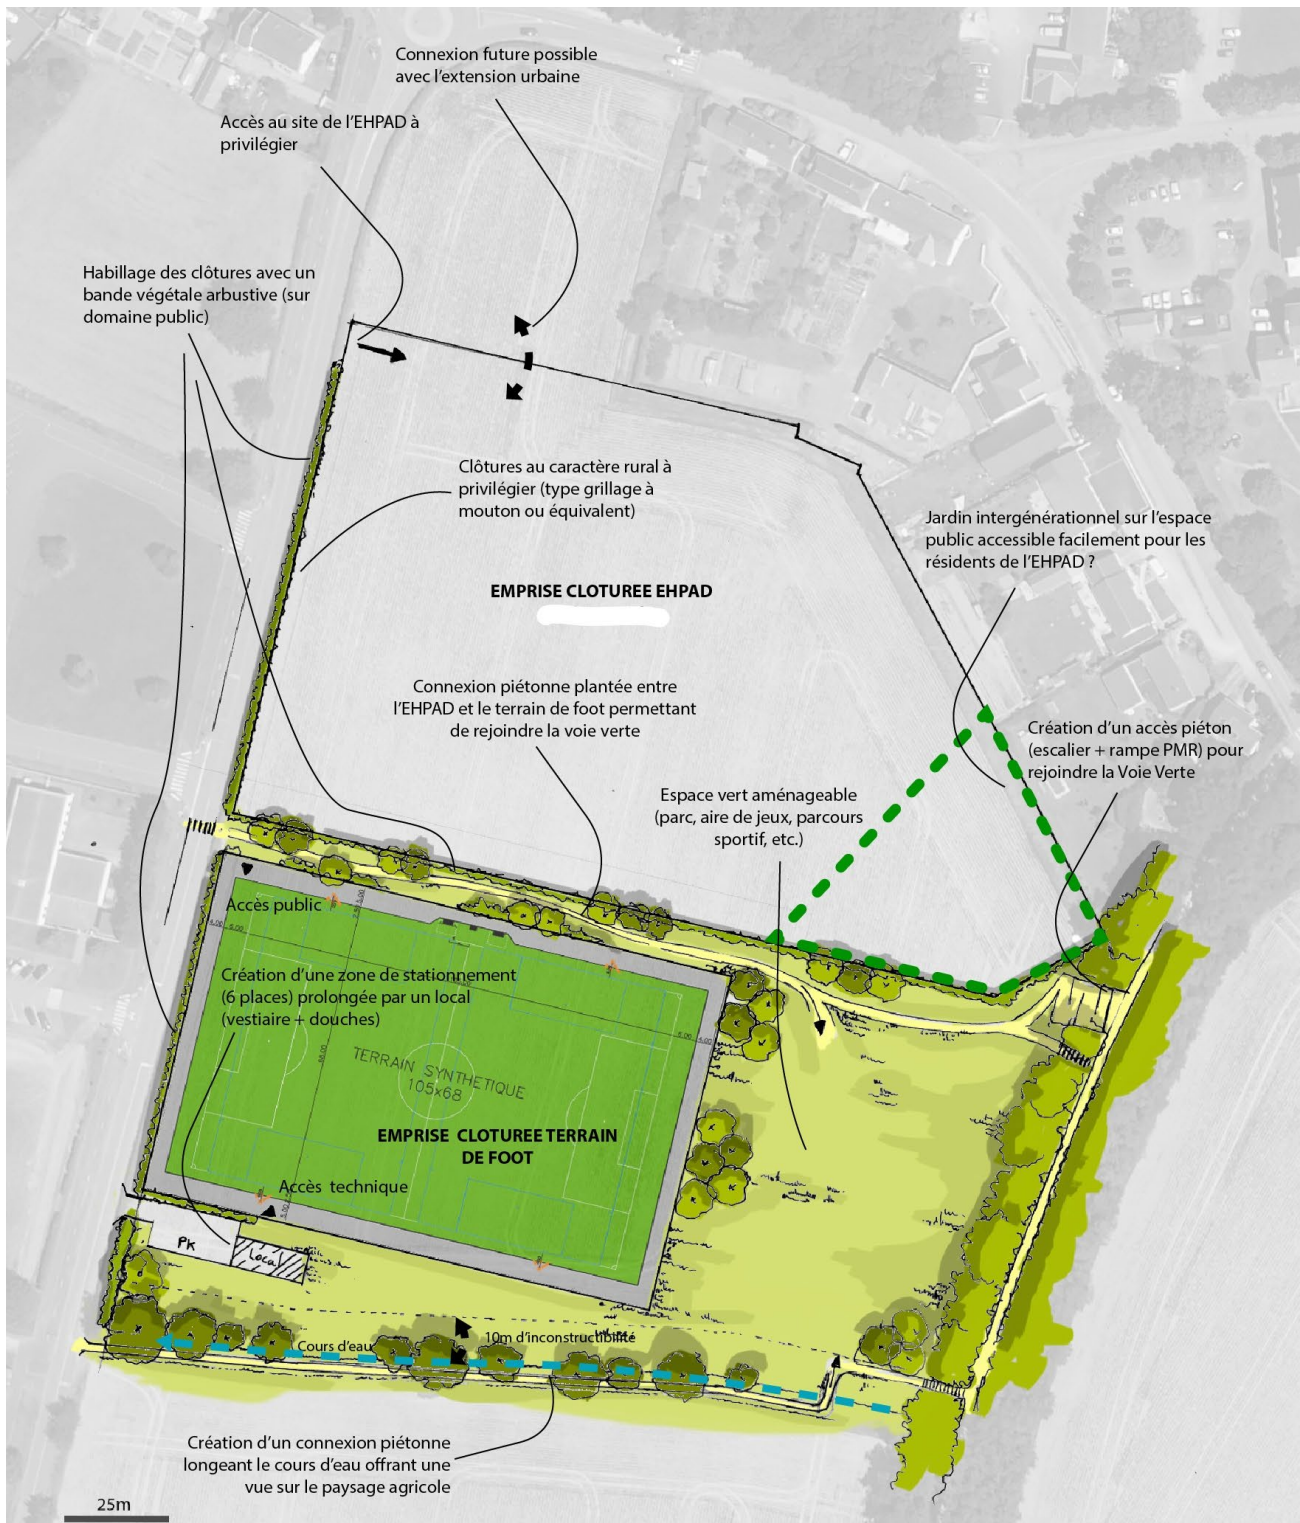 Connexion future possible
avec l'extension urbaine
Accès au site de l'EHPAD à
privilégier
Habillage des clôtures avec un
bande végétale arbustive (sur
domaine public)
Clôtures au caractère rural à
privilégier (type grillage à
mouton ou équivalent)
Jardin intergénérationnel sur l'espace
public accessible facilement pour les
résidents de l'EHPAD ?
EMPRISE CLOTUREE EHPAD
Connexion piétonne plantée entre
l'EHPAD et le terrain de foot permettant
de rejoindre la voie verte
Création d'un accès piéton
(escalier + rampe PMR) pour
rejoindre la Voie Verte
Espace vert aménageable
(parc, aire de jeux, parcours
sportif, etc.)
Accès public
Création d'une zone de stationnement
(6 places) prolongée par un local
(vestiaire + douches)
TERRAIN SYNTHETIQUE
105x68
EMPRISE CLOTUREE TERRAIN
DE FOOT
Accès technique
PK
Local
10m d'inconstructibilité
Cours d'eau
Création d'un connexion piétonne
longeant le cours d'eau offrant une
vue sur le paysage agricole
25m